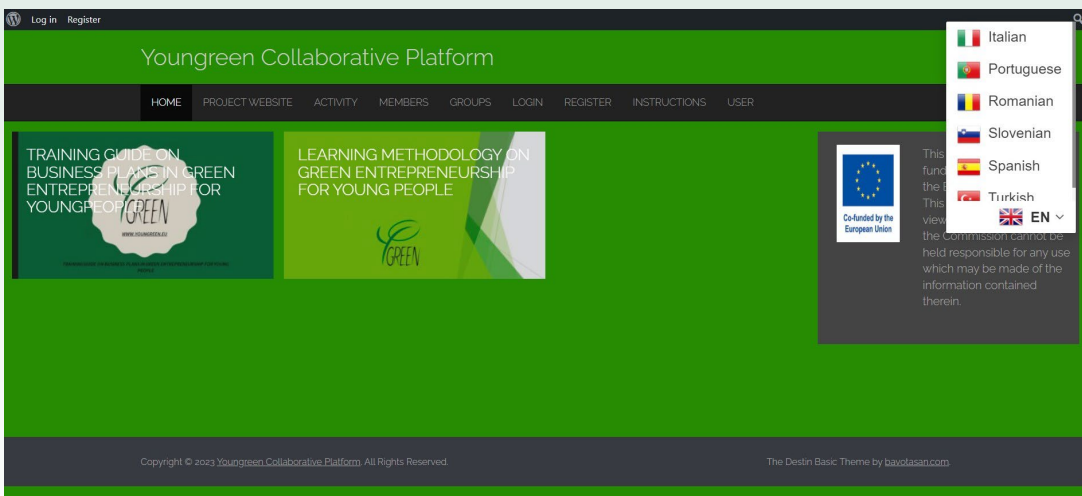 Log in Register
Youngreen Collaborative Platform
HOME PROJECT WEBSITE ACTIVITY MEMBERS GROUPS LOGIN REGISTER INSTRUCTIONS USER
Italian
Portuguese
Romanian
Slovenian
Spanish
Turkish
EN
TRAINING GUIDE ON
BUSINESS PLANS IN GREEN
ENTREPRENEURSHIP FOR
YOUNGPEOPLE
GREEN
WWW.YOUNGREEN.EU
LEARNING METHODOLOGY ON
GREEN ENTREPRENEURSHIP
FOR YOUNG PEOPLE
GREEN
Co-funded by the
European Union
This
fund
the E
This
view
the Commission cannot be
held responsible for any use
which may be made of the
information contained
therein.
Copyright © 2023 Youngreen Collaborative Platform. All Rights Reserved.
The Destin Basic Theme by bavotasan.com.